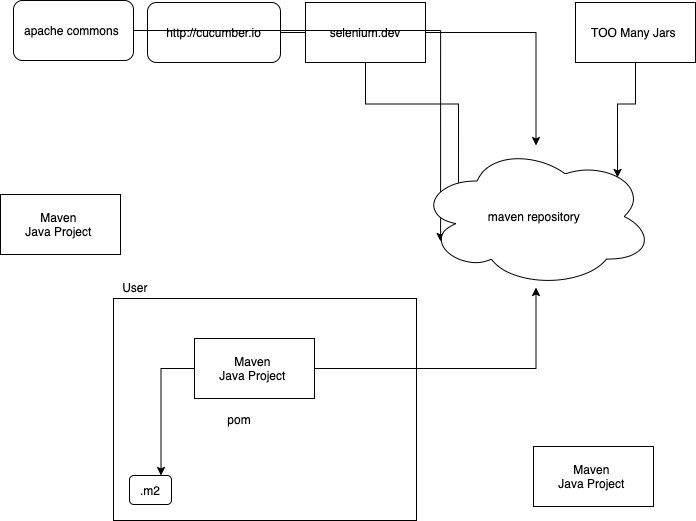 apache commons
http://cucumber.io
selenium.dev
TOO Many Jars
Maven
Java Project
maven repository
User
Maven
Java Project
pom
.m2
Maven
Java Project